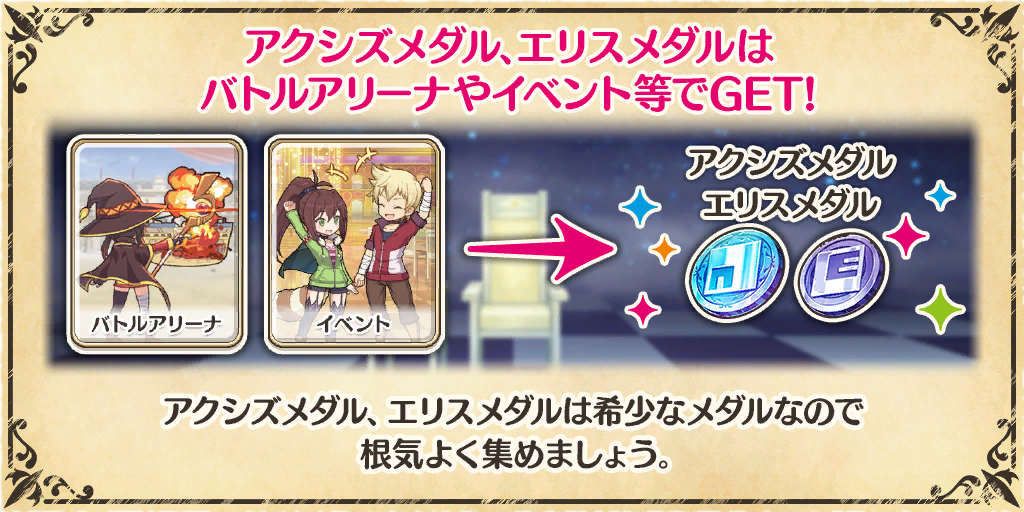 アクシズメダル、エリスメダルは
バトルアリーナやイベント等でGET!
バトルアリーナ
イベント
アクシズメダル
エリスメダル
アクシズメダル、エリスメダルは希少なメダルなので
根気よく集めましょう。